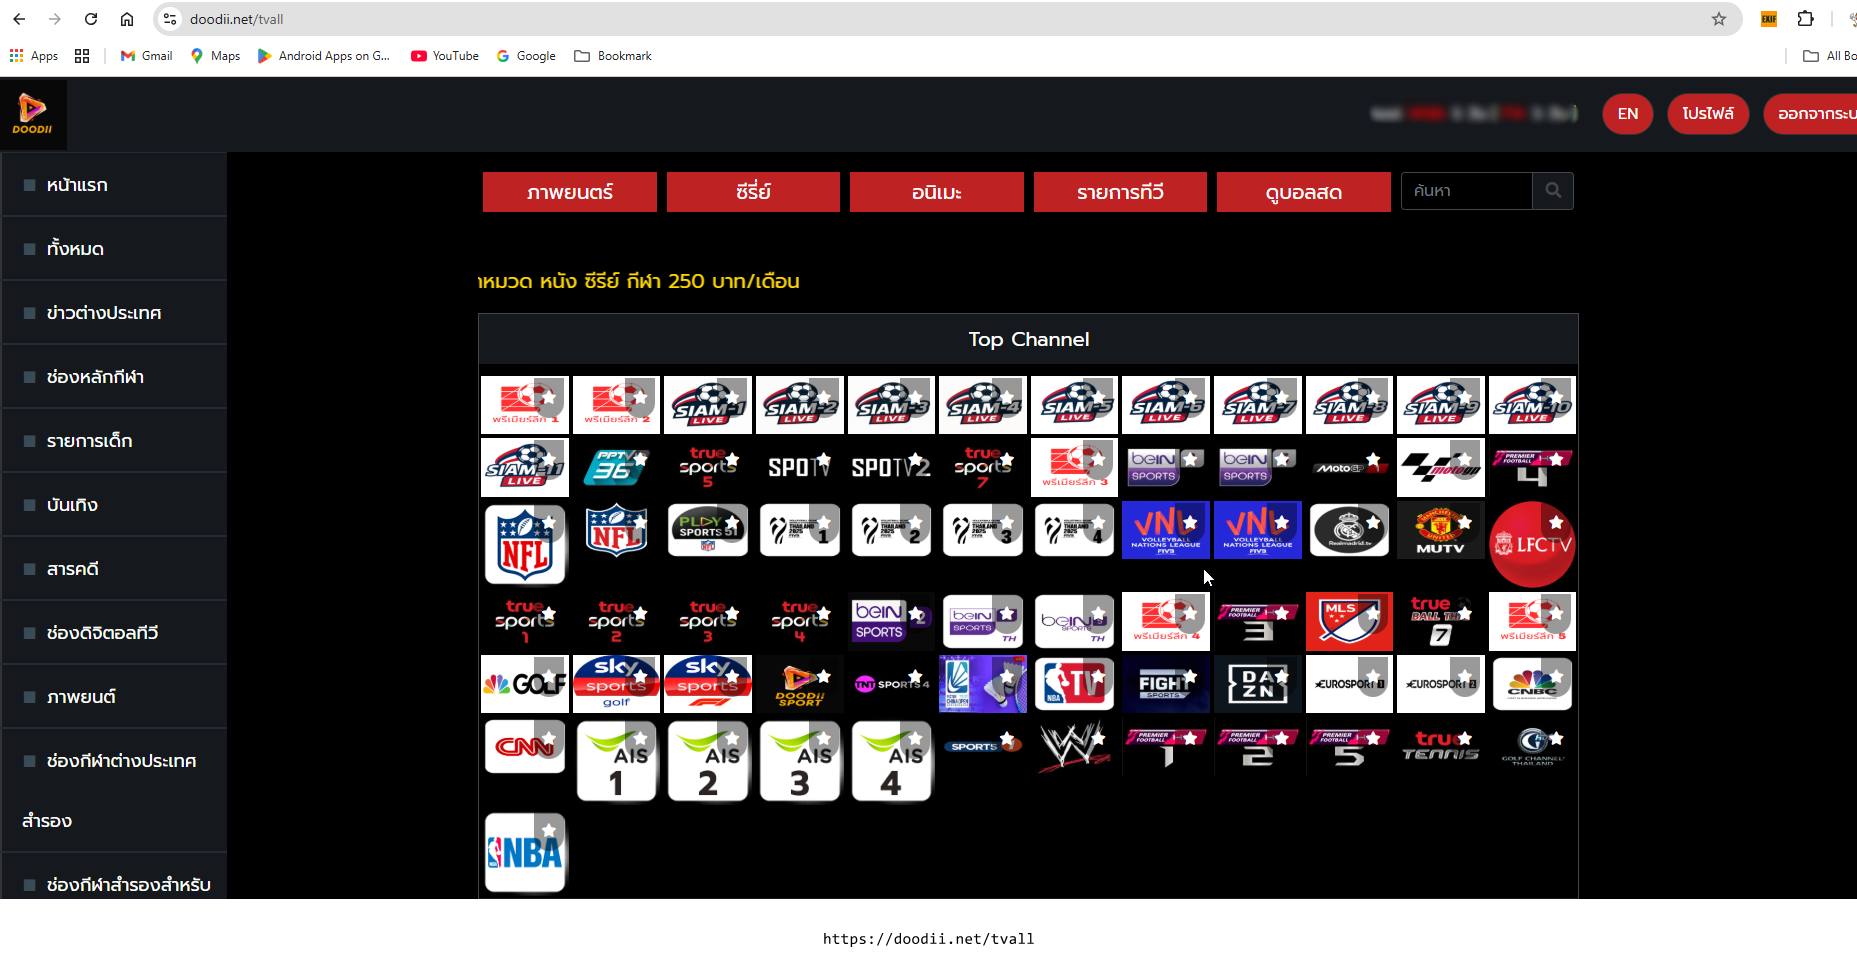 doodii.net/tvall
EXIF
Apps Gmail Maps Android Apps on G... YouTube Google Bookmark All Bo
DOODII
EN โปรไฟล์ ออกจากระบ
หน้าแรก
ทั้งหมด
ข่าวต่างประเทศ
ช่องหลักกีฬา
รายการเด็ก
บันเทิง
สารคดี
ช่องดิจิตอลทีวี
ภาพยนต์
ช่องกีฬาต่างประเทศ
สำรอง
ช่องกีฬาสำรองสำหรับ
ภาพยนตร์ ซีรี่ย์ อนิเมะ รายการทีวี ดูบอลสด ค้นหา
หมวด หนัง ซีรีย์ กีฬา 250 บาท/เดือน
Top Channel
พรีเมียร์ลีก 1 พรีเมียร์ลีก 2 SIAM-1 LIVE SIAM-2 LIVE SIAM-3 LIVE SIAM-4 LIVE SIAM-5 LIVE SIAM-6 LIVE SIAM-7 LIVE SIAM-8 LIVE SIAM-9 LIVE SIAM-10 LIVE
SIAM-11 LIVE PPTV 36 true sports 5 SPOTV SPOTV2 true sports 7 พรีเมียร์ลีก 3 beIN SPORTS beIN SPORTS MotoGP motogp PREMIER FOOTBALL 4
NFL NFL PLAY SPORTS 51 NFL THAILAND 2025 FIVB 1 THAILAND 2025 FIVB 2 THAILAND 2025 FIVB 3 THAILAND 2025 FIVB 4 VNL VOLLEYBALL NATIONS LEAGUE FIVB VNL VOLLEYBALL NATIONS LEAGUE FIVB Realmadrid.tv MANCHESTER UNITED MUTV LFCTV
true sports 1 true sports 2 true sports 3 true sports 4 beIN SPORTS 2 beIN SPORTS TH beIN SPORTS TH พรีเมียร์ลีก 4 PREMIER FOOTBALL 3 MLS true BALL THAI 7 พรีเมียร์ลีก 5
GOLF sky sports golf sky sports F1 DOODii SPORT TNT SPORTS 4 CHINA OPEN NBA TV FIGHT SPORTS DAZN EUROSPORT 1 EUROSPORT 2 CNBC
CNN AIS 1 AIS 2 AIS 3 AIS 4 SPORTS W PREMIER FOOTBALL 1 PREMIER FOOTBALL 2 PREMIER FOOTBALL 5 true TENNIS GOLF CHANNEL THAILAND
NBA
https://doodii.net/tvall